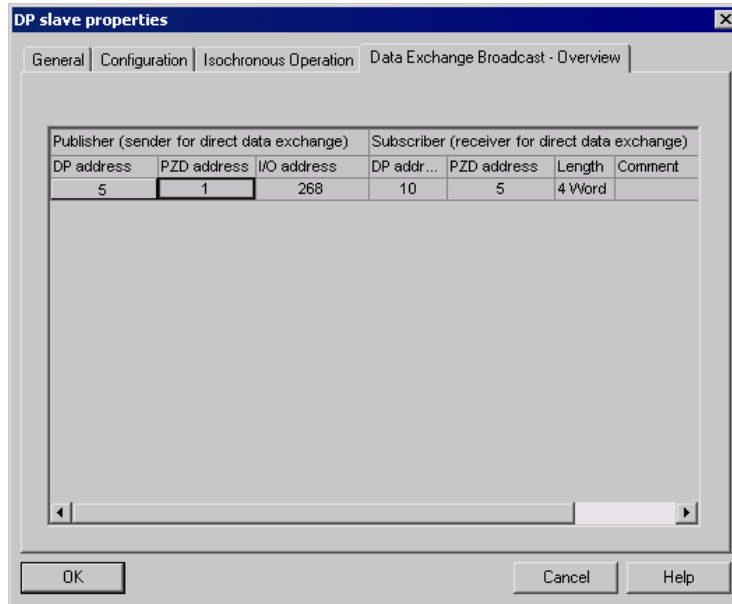 DP slave properties
General Configuration Isochronous Operation Data Exchange Broadcast - Overview
Publisher (sender for direct data exchange) Subscriber (receiver for direct data exchange)
DP address PZD address I/O address DP addr... PZD address Length Comment
5 1 268 10 5 4 Word
OK Cancel Help